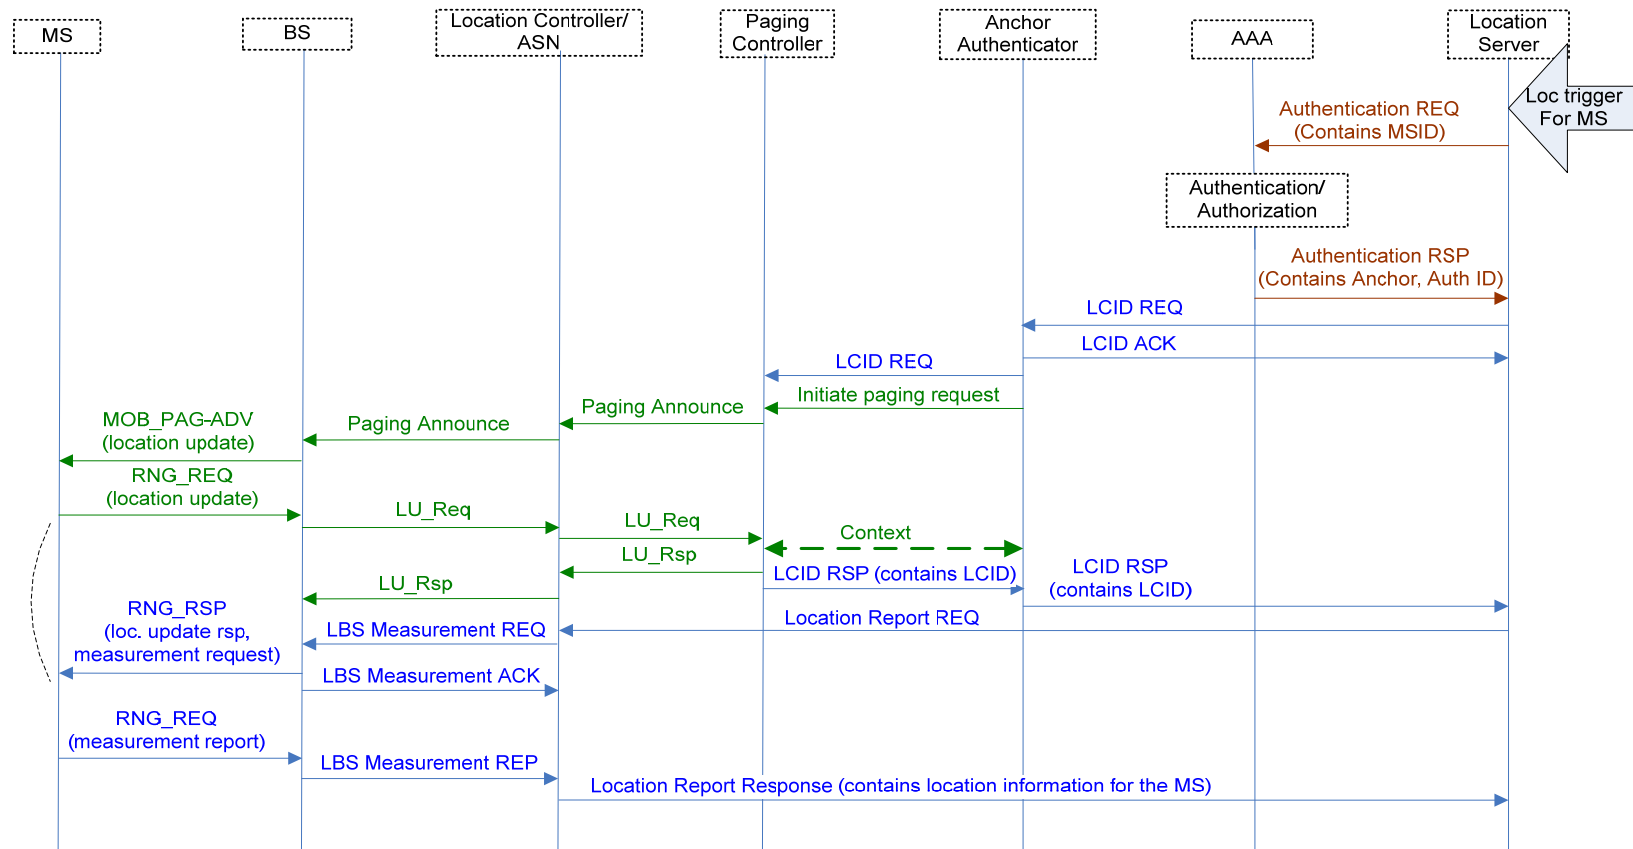 MS
BS
Location Controller/
ASN
Paging
Controller
Anchor
Authenticator
AAA
Location
Server
Loc trigger
For MS
Authentication REQ
(Contains MSID)
Authentication/
Authorization
Authentication RSP
(Contains Anchor, Auth ID)
LCID REQ
LCID ACK
LCID REQ
Initiate paging request
Paging Announce
Paging Announce
MOB_PAG-ADV
(location update)
RNG_REQ
(location update)
LU_Req
LU_Req
Context
LU_Rsp
LCID RSP (contains LCID)
LCID RSP
(contains LCID)
LU_Rsp
RNG_RSP
(loc. update rsp,
measurement request)
Location Report REQ
LBS Measurement REQ
LBS Measurement ACK
RNG_REQ
(measurement report)
LBS Measurement REP
Location Report Response (contains location information for the MS)